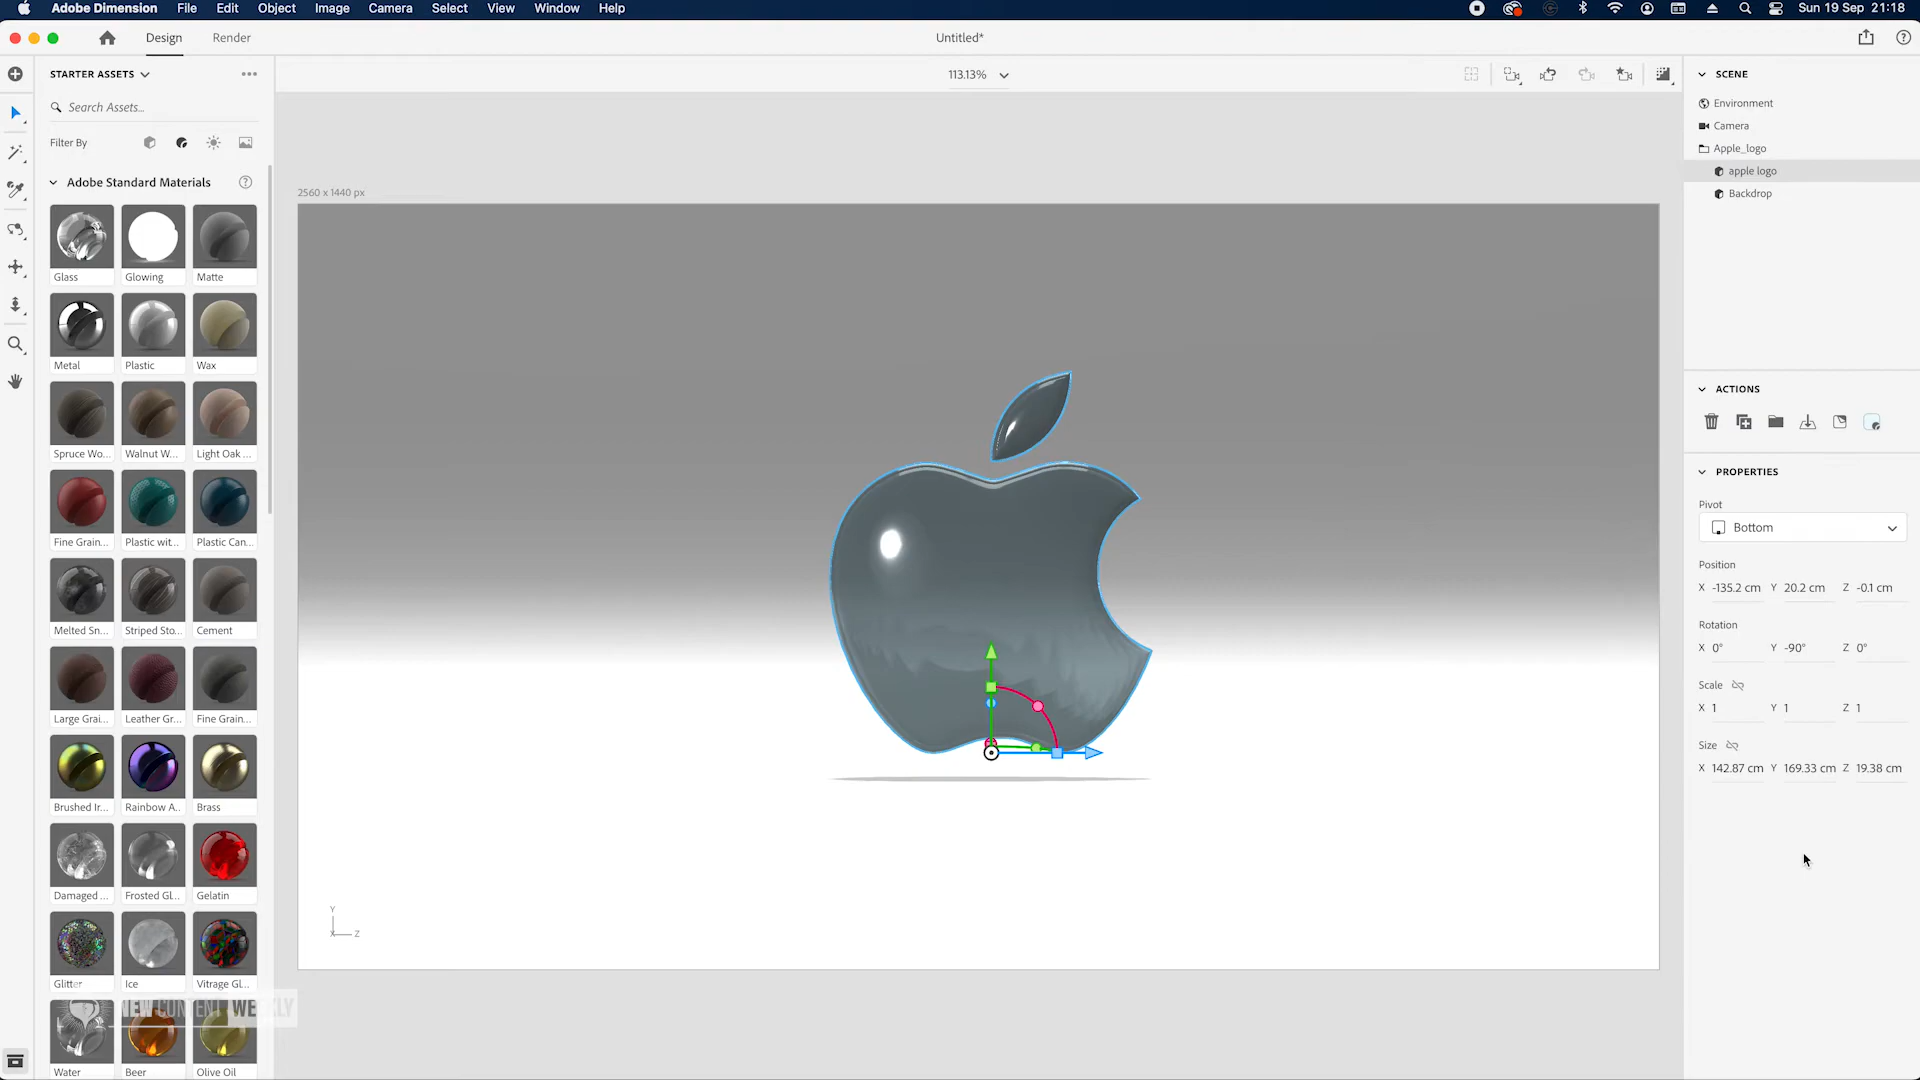 Adobe Dimension File Edit Object Image Camera Select View Window Help Sun 19 Sep 21:18
Design Render Untitled*
STARTER ASSETS
113.13%
Search Assets...
Filter By
Adobe Standard Materials
Glass Glowing Matte
Metal Plastic Wax
Spruce Wo... Walnut W... Light Oak ...
Fine Grain... Plastic wit... Plastic Can...
Melted Sn... Striped Sto... Cement
Large Grai... Leather Gr... Fine Grain...
Brushed Ir... Rainbow A.. Brass
Damaged ... Frosted Gl... Gelatin
Glitter Ice Vitrage Gl...
NEW CONTENT WEEKLY
Water Beer Olive Oil
2560 x 1440 px
Y
X Z
SCENE
Environment
Camera
Apple_logo
apple logo
Backdrop
ACTIONS
PROPERTIES
Pivot
Bottom
Position
X -135.2 cm Y 20.2 cm Z -0.1 cm
Rotation
X 0° Y -90° Z 0°
Scale
X 1 Y 1 Z 1
Size
X 142.87 cm Y 169.33 cm Z 19.38 cm